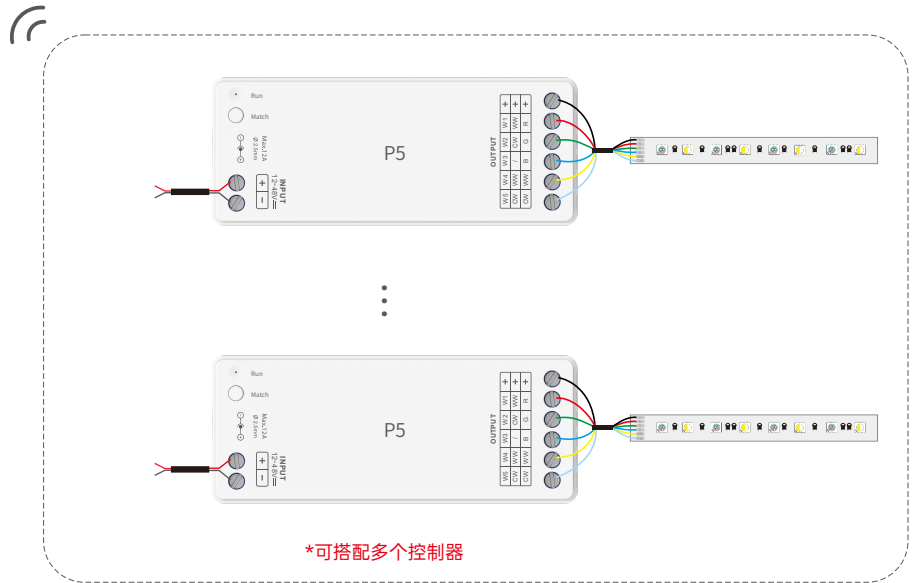 Run
Match
Max.12A
Ø 2.5mm
P5
INPUT
12~48V
+
−
OUTPUT
+ + +
W1 WW R
W2 CW G
W3 / B
W4 WW WW
W5 CW CW
Run
Match
Max.12A
Ø 2.5mm
P5
INPUT
12~48V
+
−
OUTPUT
+ + +
W1 WW R
W2 CW G
W3 / B
W4 WW WW
W5 CW CW
*可搭配多个控制器